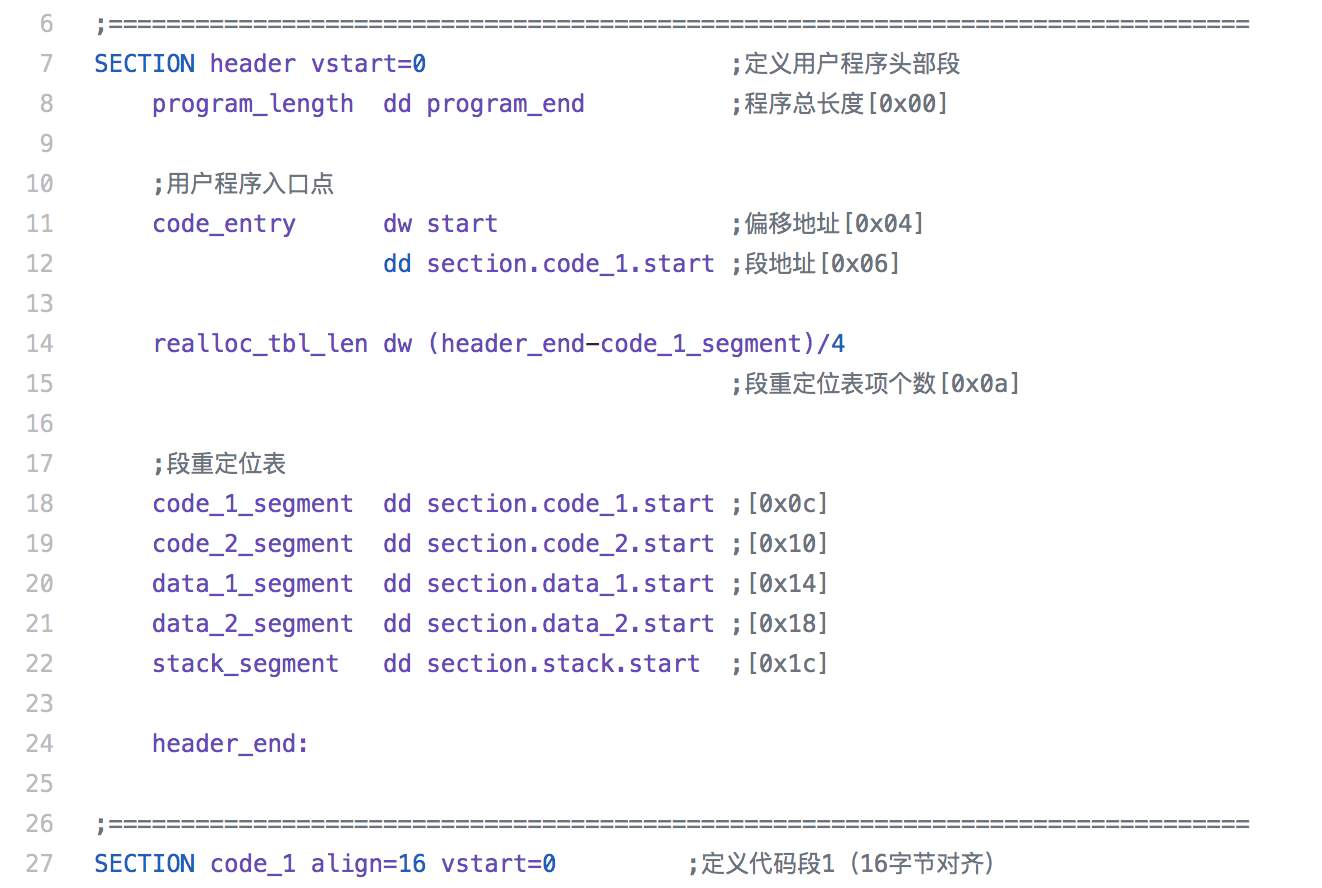 6 ;===============================================================================
7 SECTION header vstart=0 ;定义用户程序头部段
8 program_length dd program_end ;程序总长度[0x00]
9
10 ;用户程序入口点
11 code_entry dw start ;偏移地址[0x04]
12 dd section.code_1.start ;段地址[0x06]
13
14 realloc_tbl_len dw (header_end-code_1_segment)/4
15 ;段重定位表项个数[0x0a]
16
17 ;段重定位表
18 code_1_segment dd section.code_1.start ;[0x0c]
19 code_2_segment dd section.code_2.start ;[0x10]
20 data_1_segment dd section.data_1.start ;[0x14]
21 data_2_segment dd section.data_2.start ;[0x18]
22 stack_segment dd section.stack.start ;[0x1c]
23
24 header_end:
25
26 ;===============================================================================
27 SECTION code_1 align=16 vstart=0 ;定义代码段1（16字节对齐）